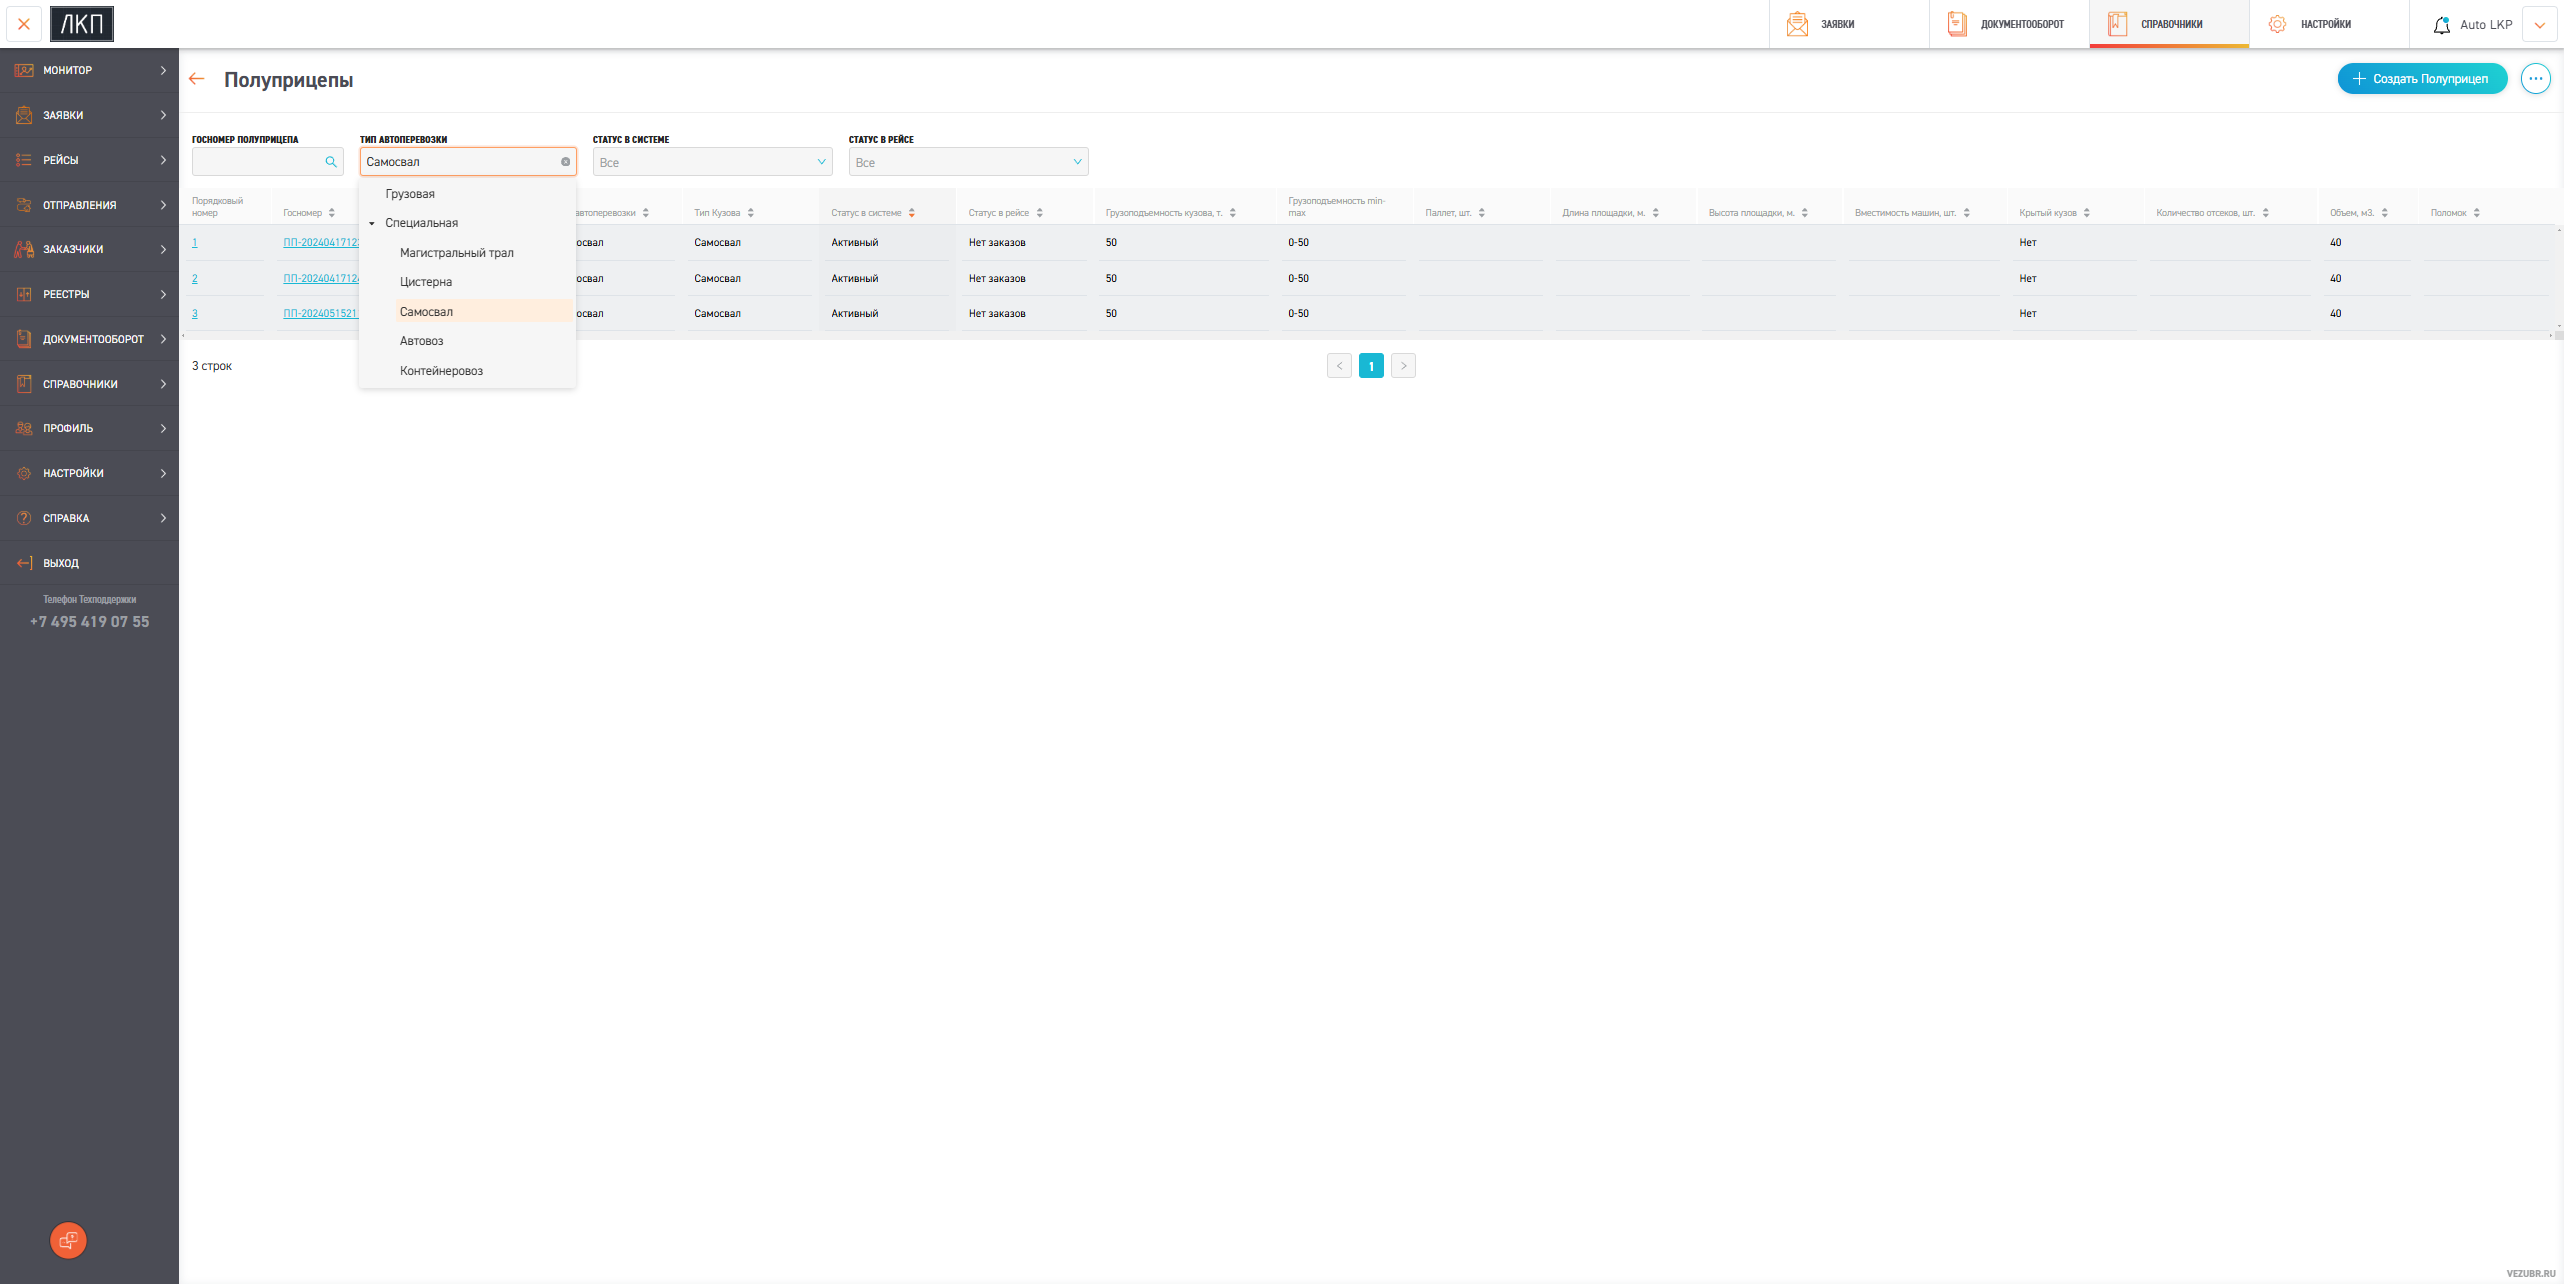 ЛКП
ЗАЯВКИ
ДОКУМЕНТООБОРОТ
СПРАВОЧНИКИ
НАСТРОЙКИ
Auto LKP
МОНИТОР
ЗАЯВКИ
РЕЙСЫ
ОТПРАВЛЕНИЯ
ЗАКАЗЧИКИ
РЕЕСТРЫ
ДОКУМЕНТООБОРОТ
СПРАВОЧНИКИ
ПРОФИЛЬ
НАСТРОЙКИ
СПРАВКА
ВЫХОД
Телефон Техподдержки
+7 495 419 07 55
Полуприцепы
Создать Полуприцеп
ГОСНОМЕР ПОЛУПРИЦЕПА
ТИП АВТОПЕРЕВОЗКИ
СТАТУС В СИСТЕМЕ
СТАТУС В РЕЙСЕ
Самосвал
Все
Все
Грузовая
Специальная
Магистральный трал
Цистерна
Самосвал
Автовоз
Контейнеровоз
Порядковый номер Госномер автоперевозки Тип Кузова Статус в системе Статус в рейсе Грузоподъемность кузова, т. Грузоподъемность min-max Паллет, шт. Длина площадки, м. Высота площадки, м. Вместимость машин, шт. Крытый кузов Количество отсеков, шт. Объем, м3. Поломок
1 ПП-2024041712 освал Самосвал Активный Нет заказов 50 0-50 Нет 40
2 ПП-2024041712 освал Самосвал Активный Нет заказов 50 0-50 Нет 40
3 ПП-2024051521 освал Самосвал Активный Нет заказов 50 0-50 Нет 40
3 строк
1
VEZUBR.RU